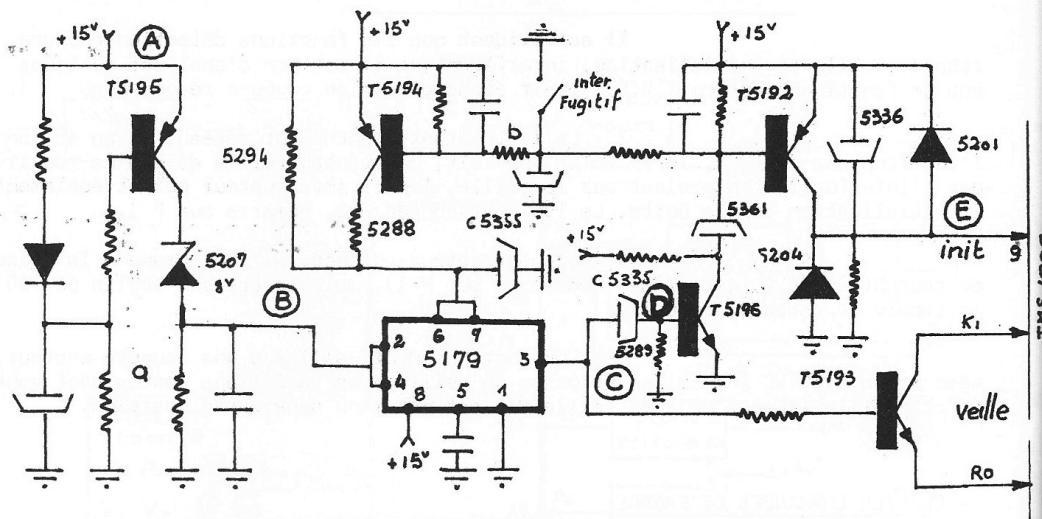 +15v
A
T5195
+15v
T5194
inter.
Fugitif
b
+15v
T5192
5336
5201
5294
5288
C5355
5361
E
init
9
5207
8v
B
+15v
C5335
5204
D
T5196
6
7
2
5179
3
4
8
5
1
C
5289
T5193
K1
a
veille
+15v
R0